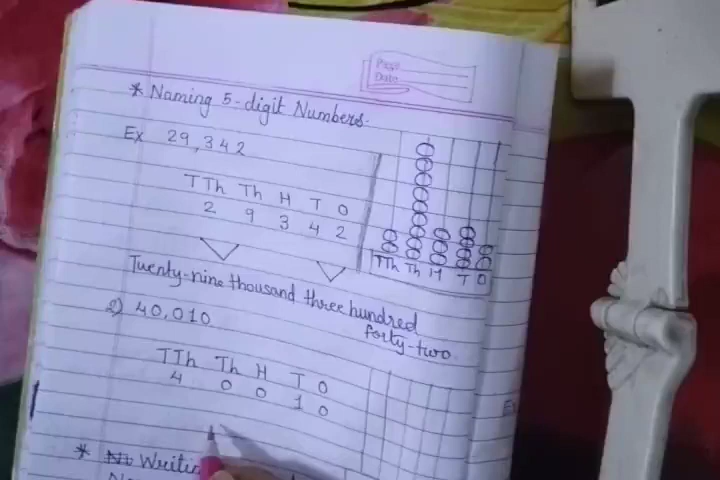 Page
Date
* Naming 5-digit Numbers.
Ex 29,342
TTh Th H T O
2 9 3 4 2
TTh Th H T O
Twenty-nine thousand three hundred
forty-two
2) 40,010
TTh Th H T O
4 0 0 1 0
* Writin